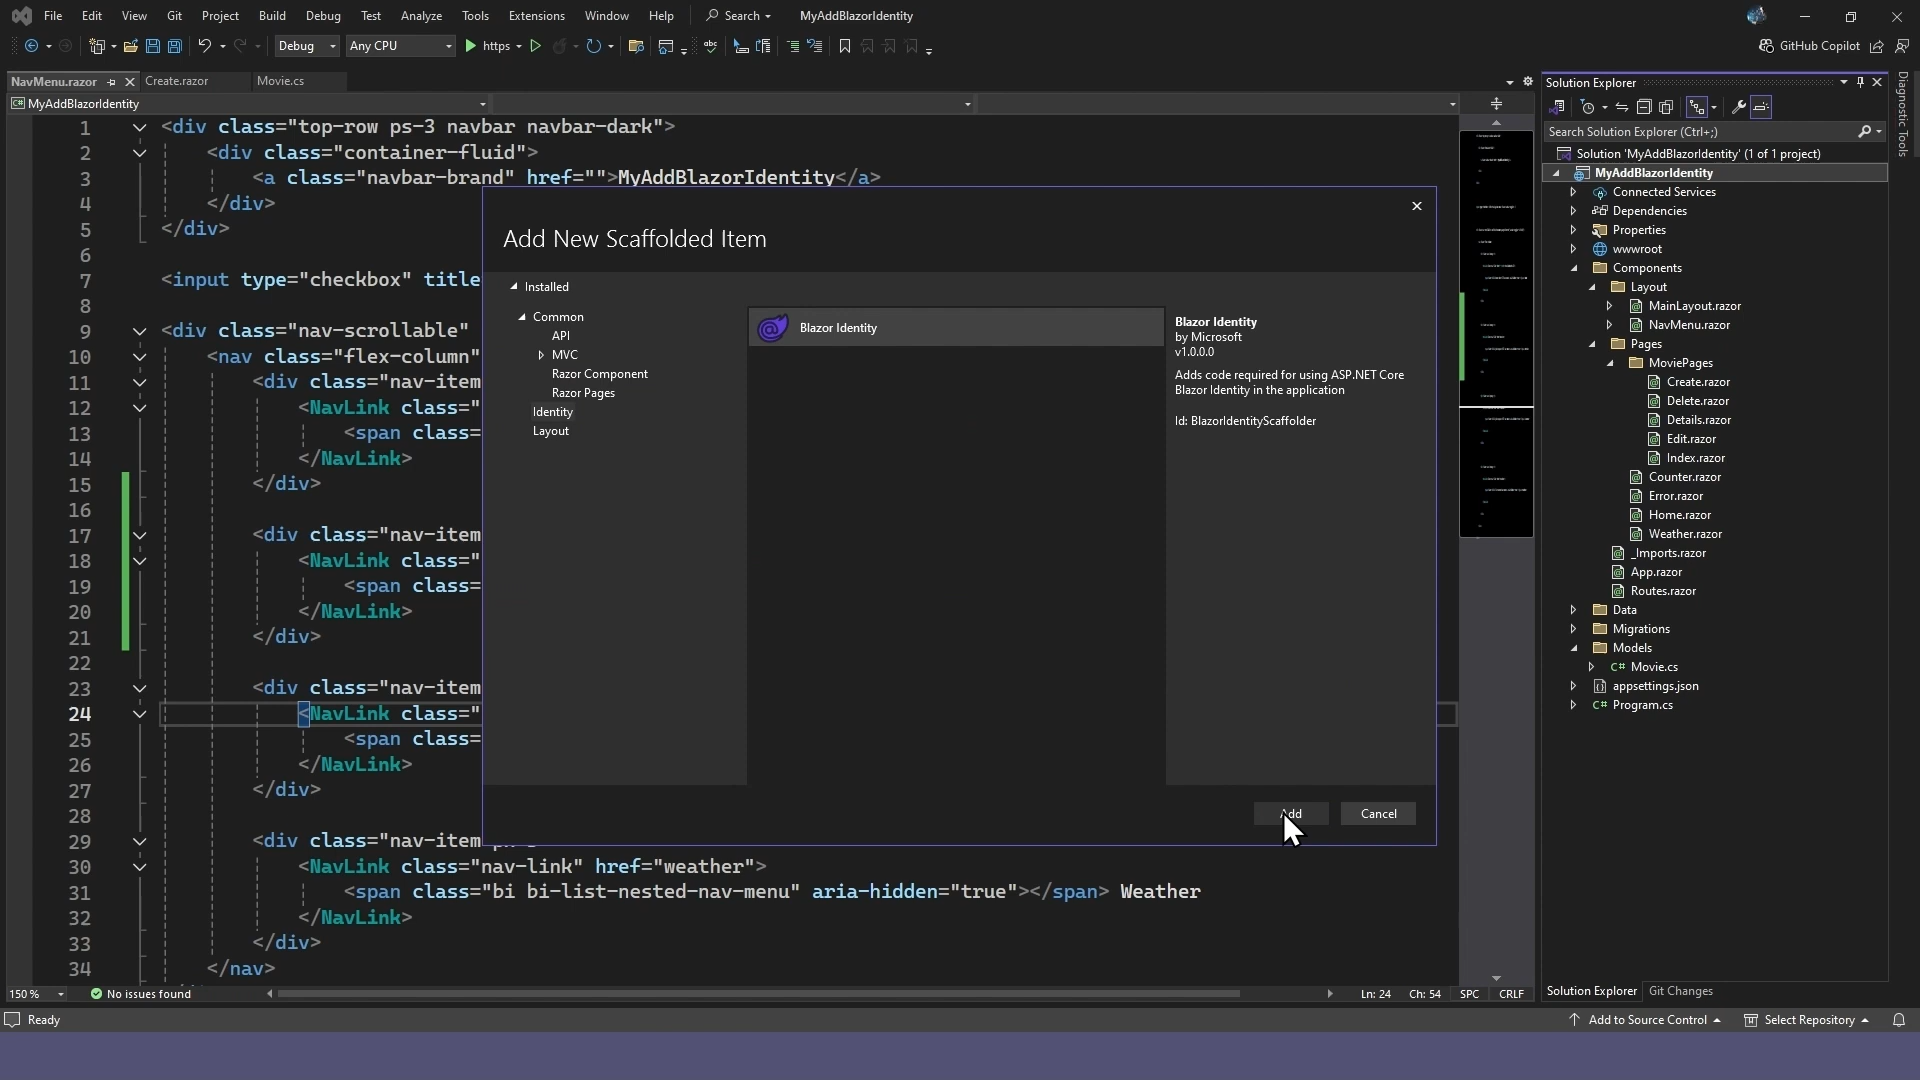 File Edit View Git Project Build Debug Test Analyze Tools Extensions Window Help Search MyAddBlazorIdentity
Debug Any CPU https GitHub Copilot
NavMenu.razor Create.razor Movie.cs
MyAddBlazorIdentity
1 <div class="top-row ps-3 navbar navbar-dark">
2 <div class="container-fluid">
3 <a class="navbar-brand" href="">MyAddBlazorIdentity</a>
4 </div>
5 </div>
6
7 <input type="checkbox" title
8
9 <div class="nav-scrollable"
10 <nav class="flex-column"
11 <div class="nav-item
12 <NavLink class="
13 <span class=
14 </NavLink>
15 </div>
16
17 <div class="nav-item
18 <NavLink class="
19 <span class=
20 </NavLink>
21 </div>
22
23 <div class="nav-item
24 <NavLink class="
25 <span class=
26 </NavLink>
27 </div>
28
29 <div class="nav-item
30 <NavLink class="nav-link" href="weather">
31 <span class="bi bi-list-nested-nav-menu" aria-hidden="true"></span> Weather
32 </NavLink>
33 </div>
34 </nav>
150 % No issues found Ln: 24 Ch: 54 SPC CRLF
Add New Scaffolded Item
Installed
Common
API
MVC
Razor Component
Razor Pages
Identity
Layout
Blazor Identity
Blazor Identity
by Microsoft
v1.0.0.0
Adds code required for using ASP.NET Core
Blazor Identity in the application
Id: BlazorIdentityScaffolder
Add Cancel
Solution Explorer
Search Solution Explorer (Ctrl+;)
Solution 'MyAddBlazorIdentity' (1 of 1 project)
MyAddBlazorIdentity
Connected Services
Dependencies
Properties
wwwroot
Components
Layout
MainLayout.razor
NavMenu.razor
Pages
MoviePages
Create.razor
Delete.razor
Details.razor
Edit.razor
Index.razor
Counter.razor
Error.razor
Home.razor
Weather.razor
_Imports.razor
App.razor
Routes.razor
Data
Migrations
Models
C# Movie.cs
appsettings.json
C# Program.cs
Solution Explorer Git Changes
Diagnostic Tools
Ready Add to Source Control Select Repository